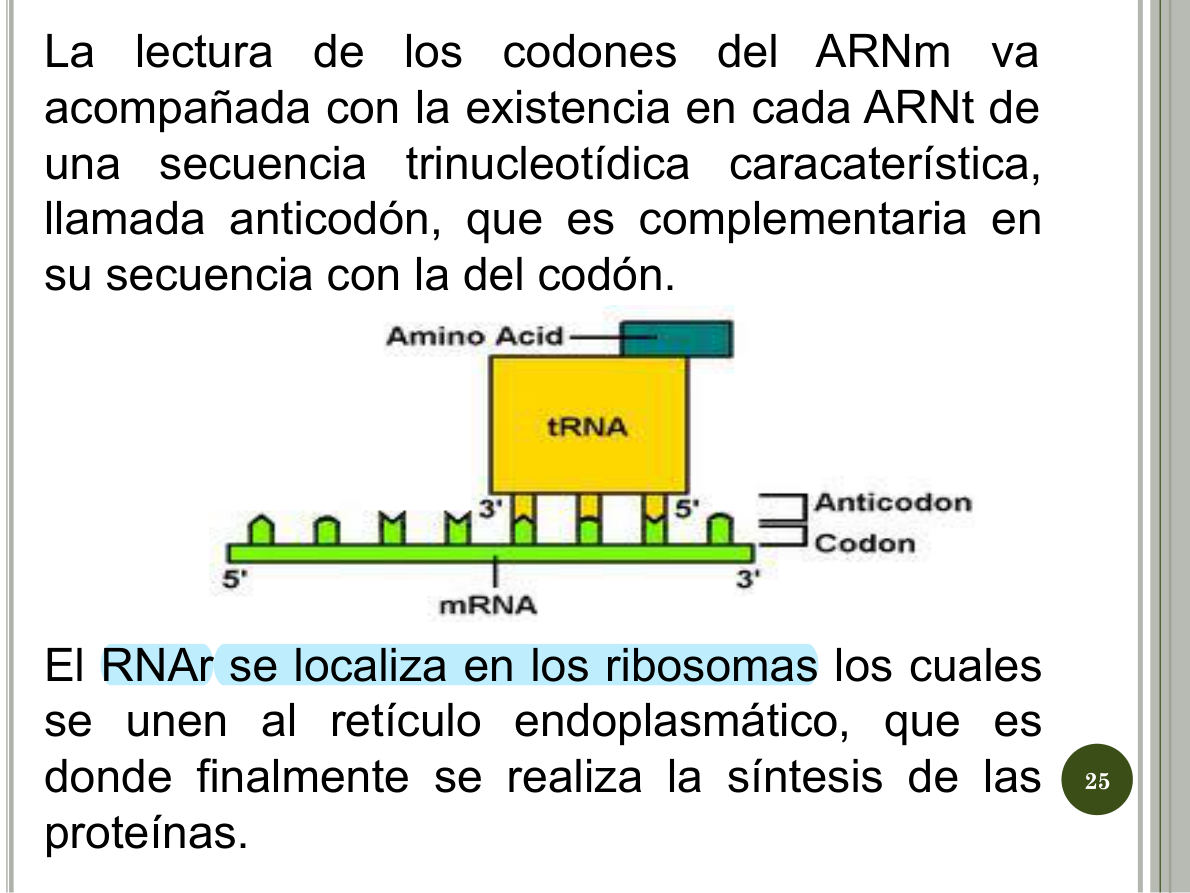 La lectura de los codones del ARNm va
acompañada con la existencia en cada ARNt de
una secuencia trinucleotídica caracaterística,
llamada anticodón, que es complementaria en
su secuencia con la del codón.
Amino Acid
tRNA
3' 5'
Anticodon
Codon
5' 3'
mRNA
El RNAr se localiza en los ribosomas los cuales
se unen al retículo endoplasmático, que es
donde finalmente se realiza la síntesis de las
proteínas.
25